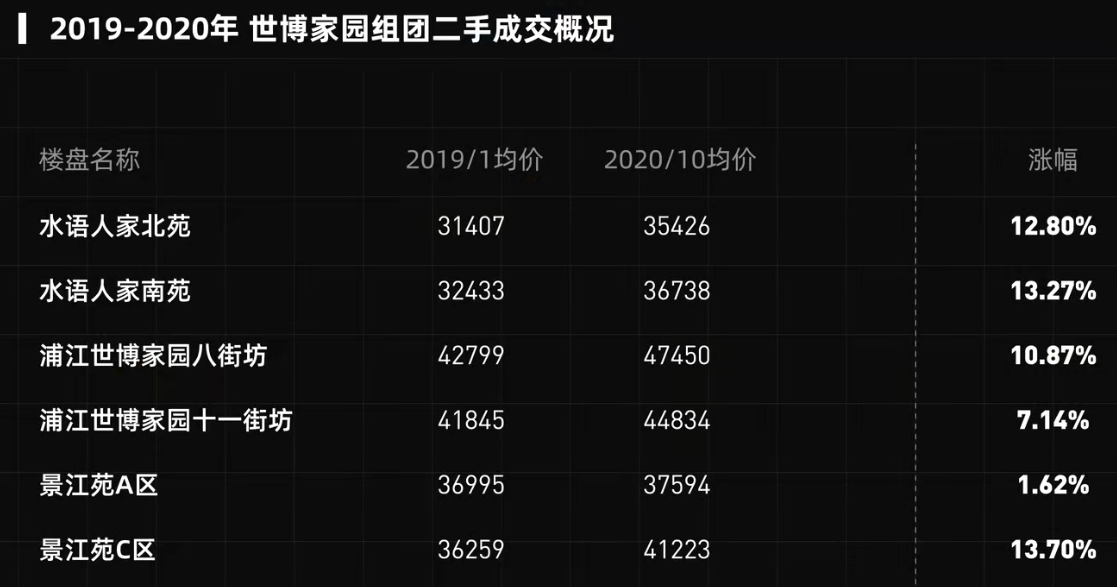 2019-2020年 世博家园组团二手成交概况
楼盘名称 2019/1均价 2020/10均价 涨幅
水语人家北苑 31407 35426 12.80%
水语人家南苑 32433 36738 13.27%
浦江世博家园八街坊 42799 47450 10.87%
浦江世博家园十一街坊 41845 44834 7.14%
景江苑A区 36995 37594 1.62%
景江苑C区 36259 41223 13.70%